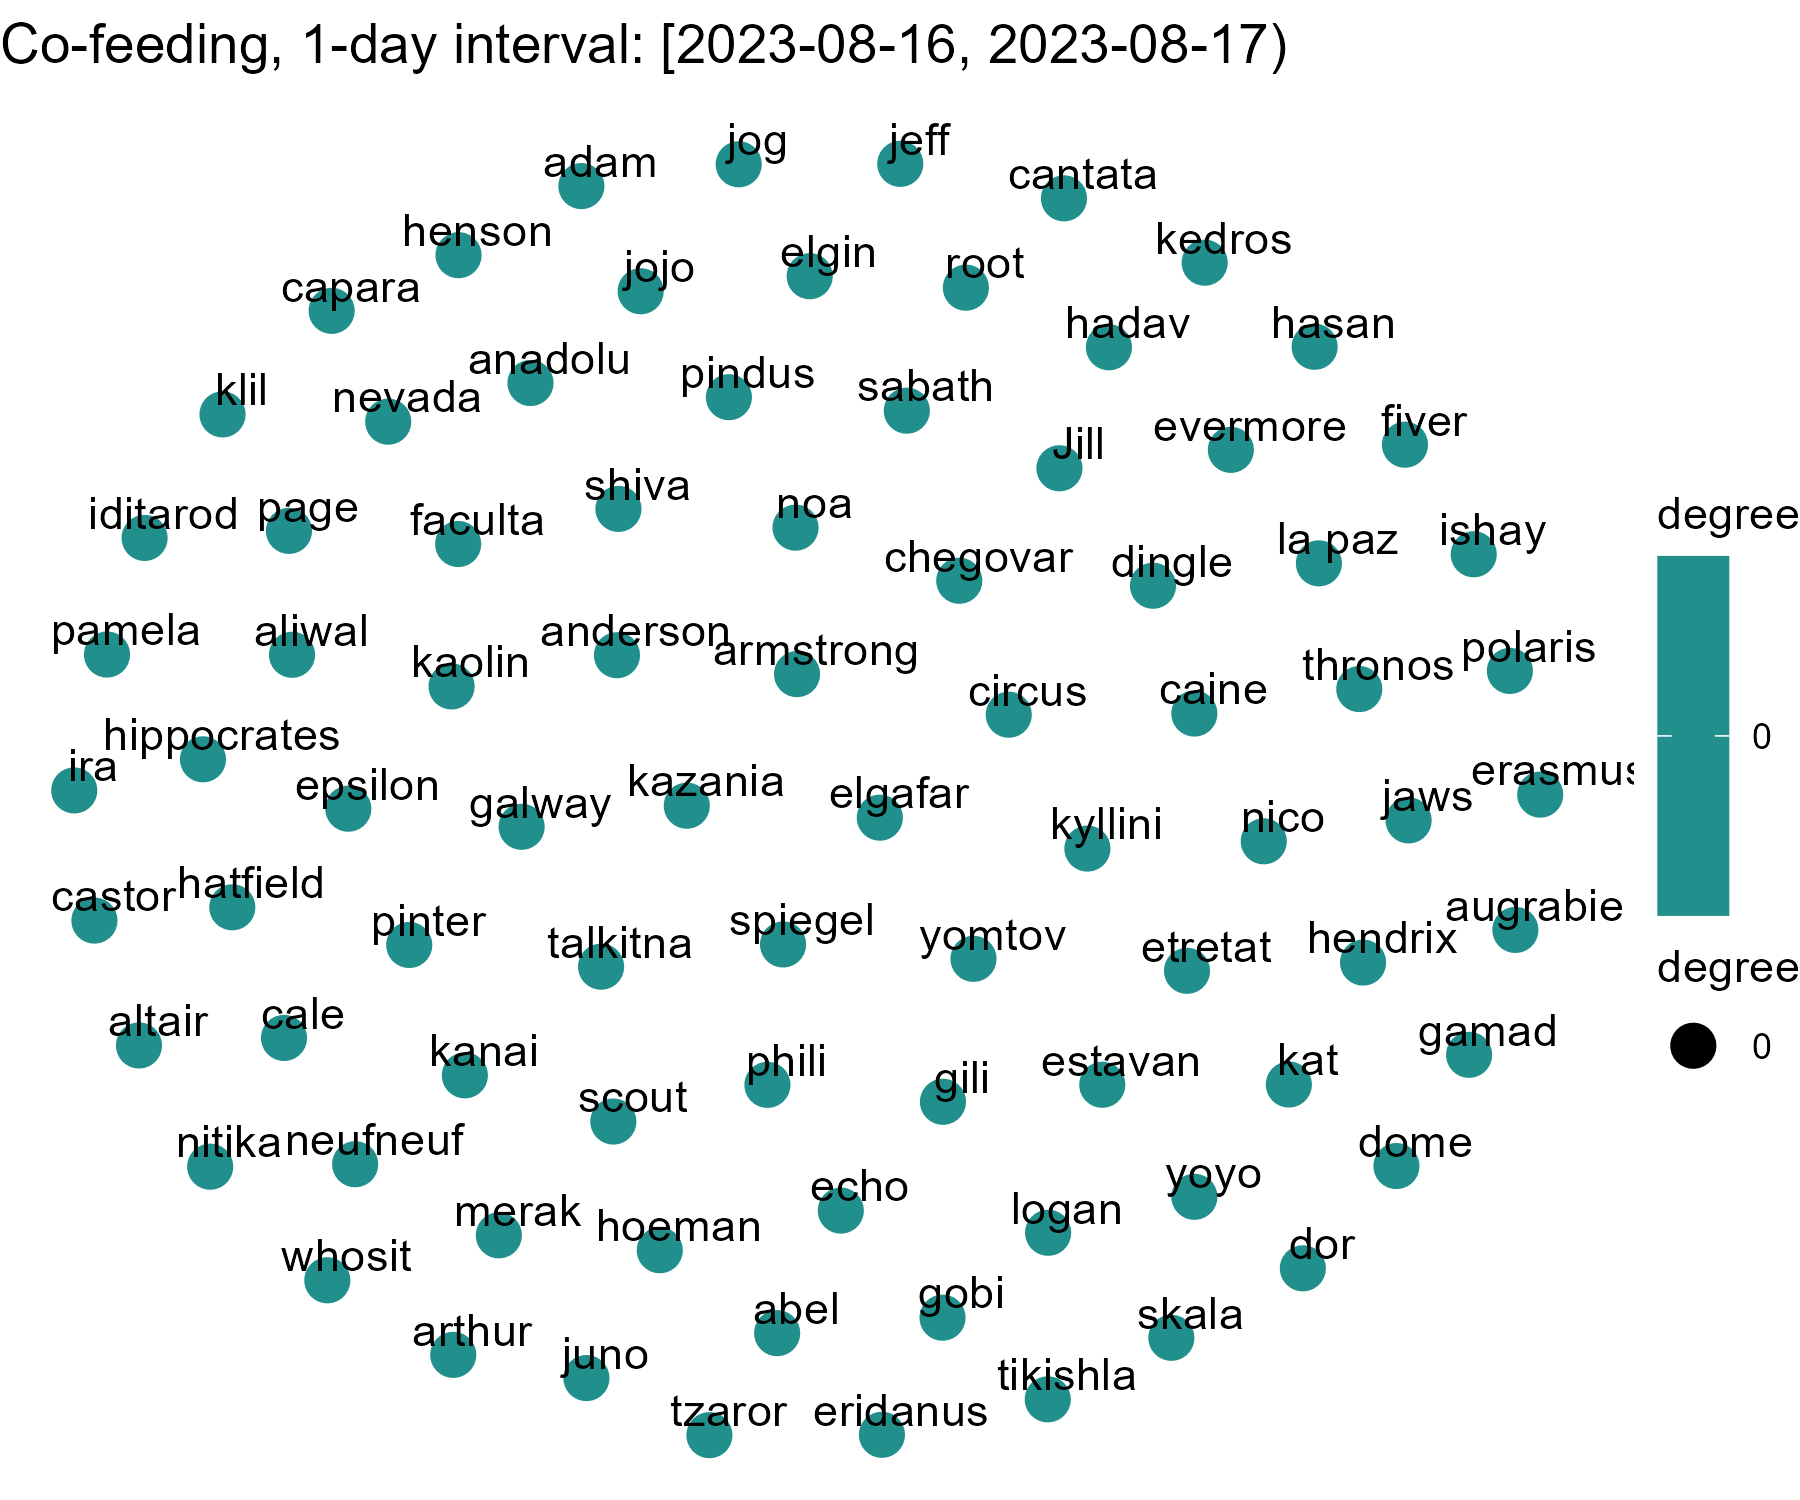 Co-feeding, 1-day interval: [2023-08-16, 2023-08-17)
jog
jeff
adam
cantata
henson
kedros
elgin
root
jojo
capara
hadav
hasan
anadolu
pindus
sabath
klil
nevada
fiver
evermore
Jill
shiva
noa
page
iditarod
faculta
ishay
la paz
chegovar
dingle
pamela
aliwal
anderson
armstrong
kaolin
polaris
thronos
circus
caine
hippocrates
ira
epsilon
kazania
galway
elgafar
erasmus
jaws
nico
kyllini
hatfield
castor
augrabie
pinter
spiegel
yomtov
hendrix
talkitna
etretat
cale
altair
gamad
kanai
phili
estavan
kat
gili
scout
nitika
neufneuf
dome
yoyo
echo
merak
logan
hoeman
whosit
dor
gobi
abel
skala
arthur
juno
tikishla
tzaror
eridanus
degree
0
degree
0